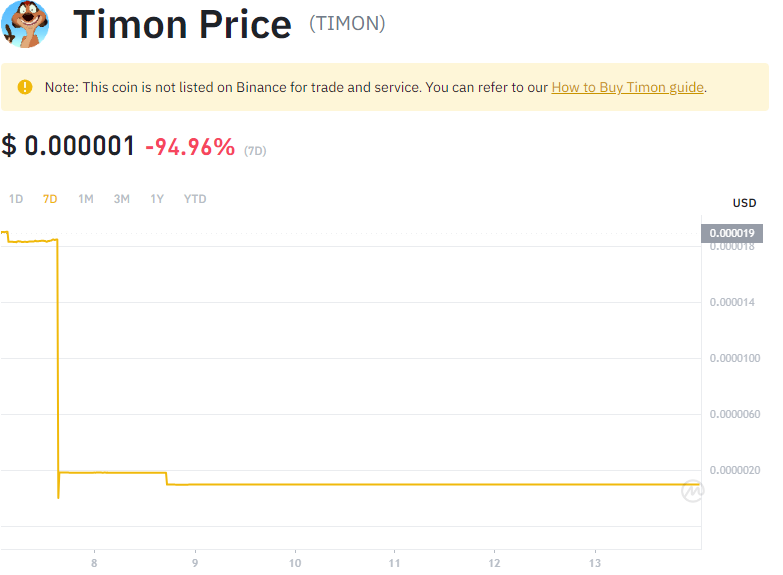 Timon Price (TIMON)
Note: This coin is not listed on Binance for trade and service. You can refer to our How to Buy Timon guide.
$ 0.000001 -94.96% (7D)
1D 7D 1M 3M 1Y YTD
USD
0.000019
0.000018
0.000014
0.0000100
0.0000060
0.0000020
8 9 10 11 12 13